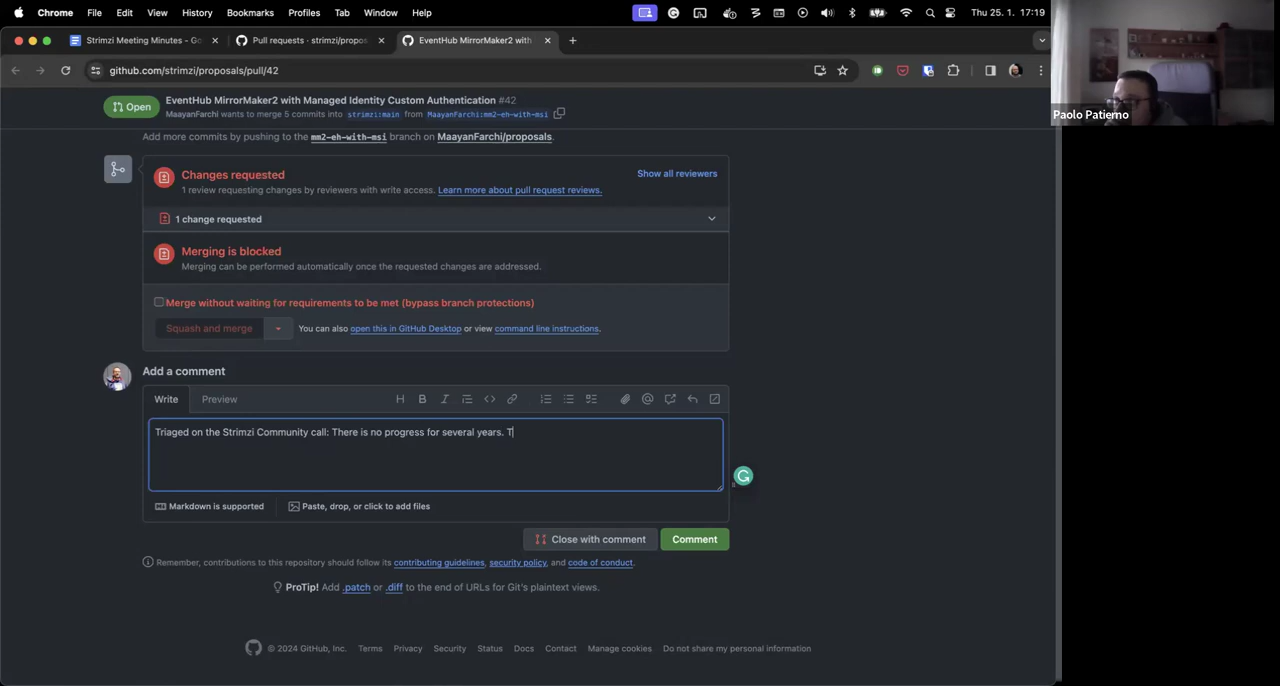 Chrome File Edit View History Bookmarks Profiles Tab Window Help Thu 25. 1. 17:19
Strimzi Meeting Minutes - Go
Pull requests · strimzi/propos
EventHub MirrorMaker2 with
github.com/strimzi/proposals/pull/42
Paolo Patierno
Open
EventHub MirrorMaker2 with Managed Identity Custom Authentication #42
MaayanFarchi wants to merge 5 commits into strimzi:main from MaayanFarchi:mm2-eh-with-msi
Add more commits by pushing to the mm2-eh-with-msi branch on MaayanFarchi/proposals.
Changes requested
Show all reviewers
1 review requesting changes by reviewers with write access. Learn more about pull request reviews.
1 change requested
Merging is blocked
Merging can be performed automatically once the requested changes are addressed.
Merge without waiting for requirements to be met (bypass branch protections)
Squash and merge
You can also open this in GitHub Desktop or view command line instructions.
Add a comment
Write Preview
Triaged on the Strimzi Community call: There is no progress for several years. T
Markdown is supported
Paste, drop, or click to add files
Close with comment
Comment
Remember, contributions to this repository should follow its contributing guidelines, security policy, and code of conduct.
ProTip! Add .patch or .diff to the end of URLs for Git's plaintext views.
© 2024 GitHub, Inc. Terms Privacy Security Status Docs Contact Manage cookies Do not share my personal information